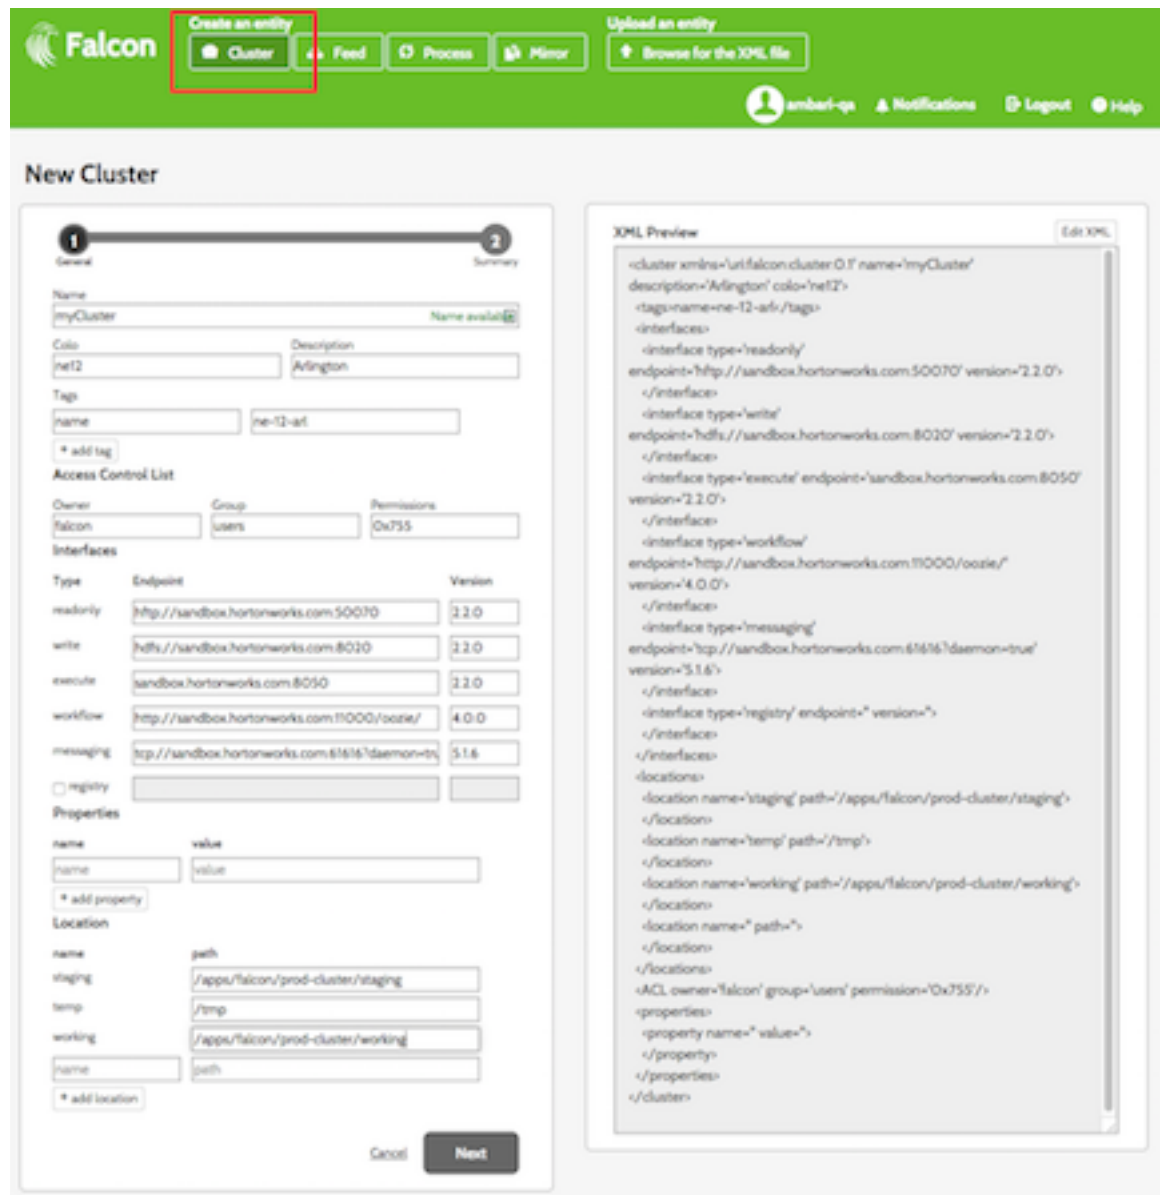 Falcon
Create an entity
Cluster
Feed
Process
Mirror
Upload an entity
Browse for the XML file
ambari-qa
Notifications
Logout
Help
New Cluster
1
General
2
Summary
Name
myCluster
Name available
Colo
Description
ne12
Arlington
Tags
name
ne-12-arl
+ add tag
Access Control List
Owner
Group
Permissions
falcon
users
0x755
Interfaces
Type Endpoint Version
readonly hftp://sandbox.hortonworks.com:50070 2.2.0
write hdfs://sandbox.hortonworks.com:8020 2.2.0
execute sandbox.hortonworks.com:8050 2.2.0
workflow http://sandbox.hortonworks.com:11000/oozie/ 4.0.0
messaging tcp://sandbox.hortonworks.com:61616?daemon=tru 5.1.6
registry
Properties
name value
name value
+ add property
Location
name path
staging /apps/falcon/prod-cluster/staging
temp /tmp
working /apps/falcon/prod-cluster/working
name path
+ add location
Cancel
Next
XML Preview
Edit XML
<cluster xmlns='uri:falcon:cluster:0.1' name='myCluster'
description='Arlington' colo='ne12'>
<tags>name=ne-12-arl</tags>
<interfaces>
<interface type='readonly'
endpoint='hftp://sandbox.hortonworks.com:50070' version='2.2.0'>
</interface>
<interface type='write'
endpoint='hdfs://sandbox.hortonworks.com:8020' version='2.2.0'>
</interface>
<interface type='execute' endpoint='sandbox.hortonworks.com:8050'
version='2.2.0'>
</interface>
<interface type='workflow'
endpoint='http://sandbox.hortonworks.com:11000/oozie/'
version='4.0.0'>
</interface>
<interface type='messaging'
endpoint='tcp://sandbox.hortonworks.com:61616?daemon=true'
version='5.1.6'>
</interface>
<interface type='registry' endpoint='' version=''>
</interface>
</interfaces>
<locations>
<location name='staging' path='/apps/falcon/prod-cluster/staging'>
</location>
<location name='temp' path='/tmp'>
</location>
<location name='working' path='/apps/falcon/prod-cluster/working'>
</location>
<location name='' path=''>
</location>
</locations>
<ACL owner='falcon' group='users' permission='0x755'/>
<properties>
<property name='' value=''>
</property>
</properties>
</cluster>